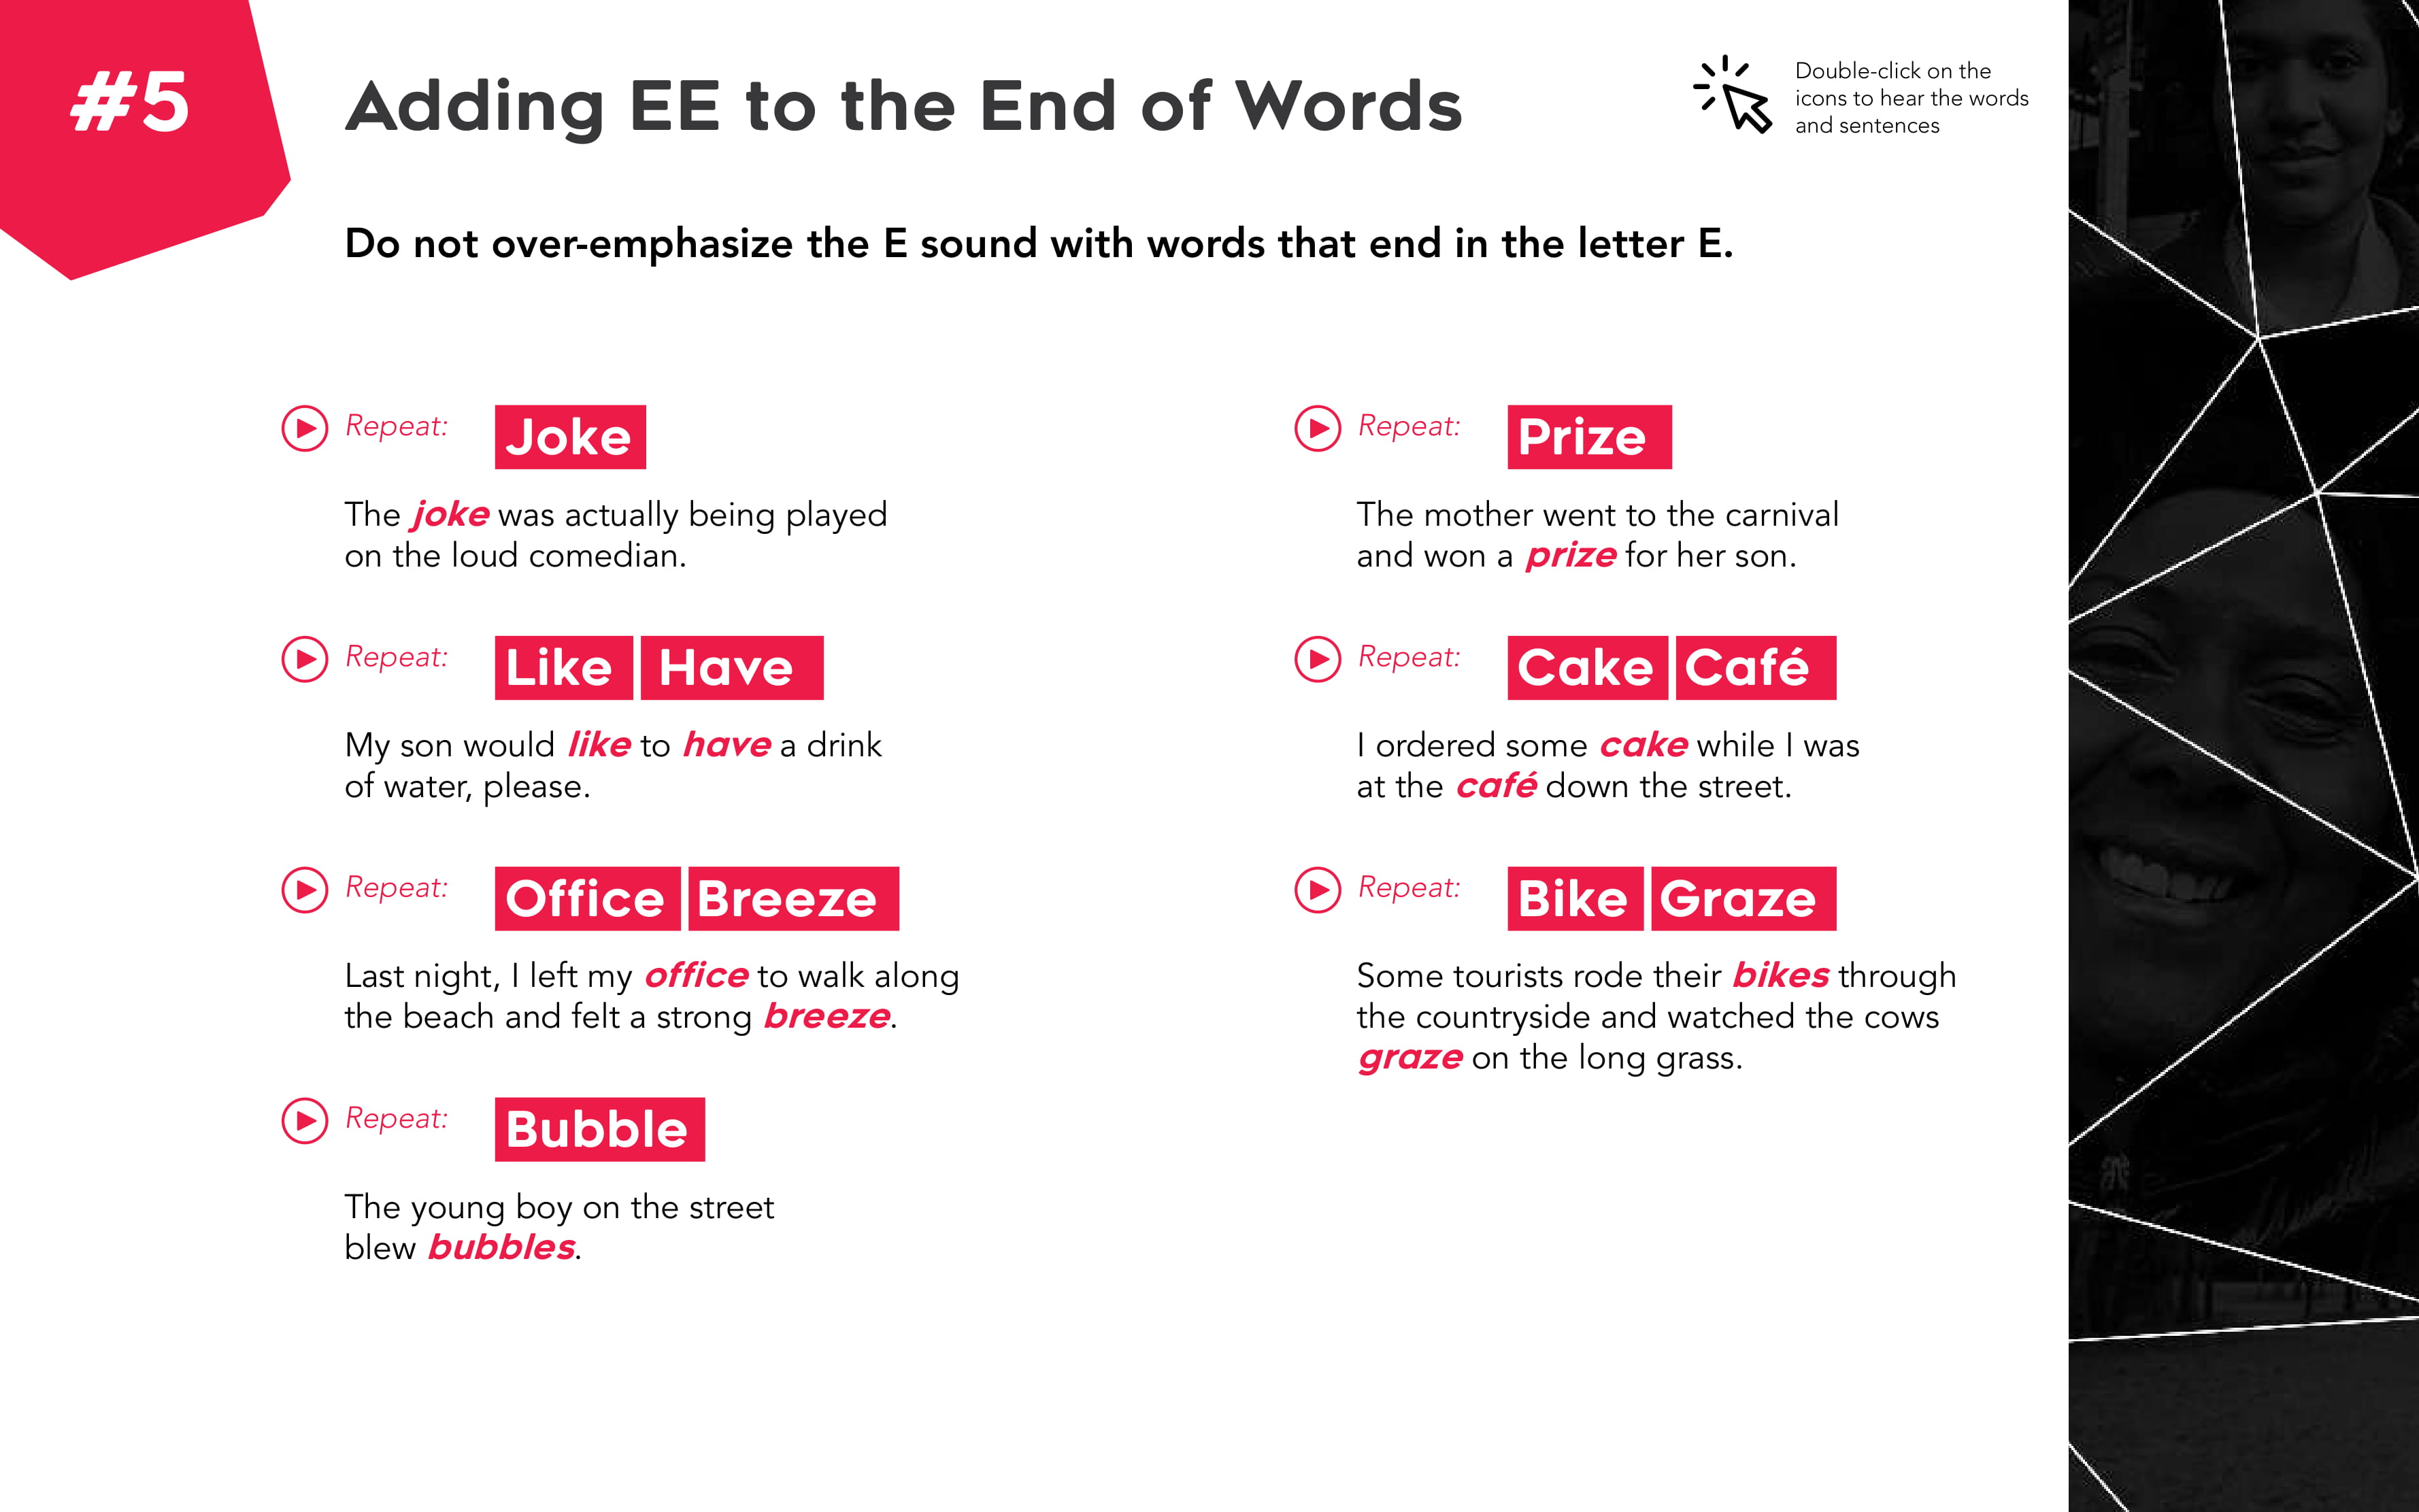 #5
Adding EE to the End of Words
Double-click on the
icons to hear the words
and sentences
Do not over-emphasize the E sound with words that end in the letter E.
Repeat: Joke
The joke was actually being played
on the loud comedian.
Repeat: Like Have
My son would like to have a drink
of water, please.
Repeat: Office Breeze
Last night, I left my office to walk along
the beach and felt a strong breeze.
Repeat: Bubble
The young boy on the street
blew bubbles.
Repeat: Prize
The mother went to the carnival
and won a prize for her son.
Repeat: Cake Café
I ordered some cake while I was
at the café down the street.
Repeat: Bike Graze
Some tourists rode their bikes through
the countryside and watched the cows
graze on the long grass.